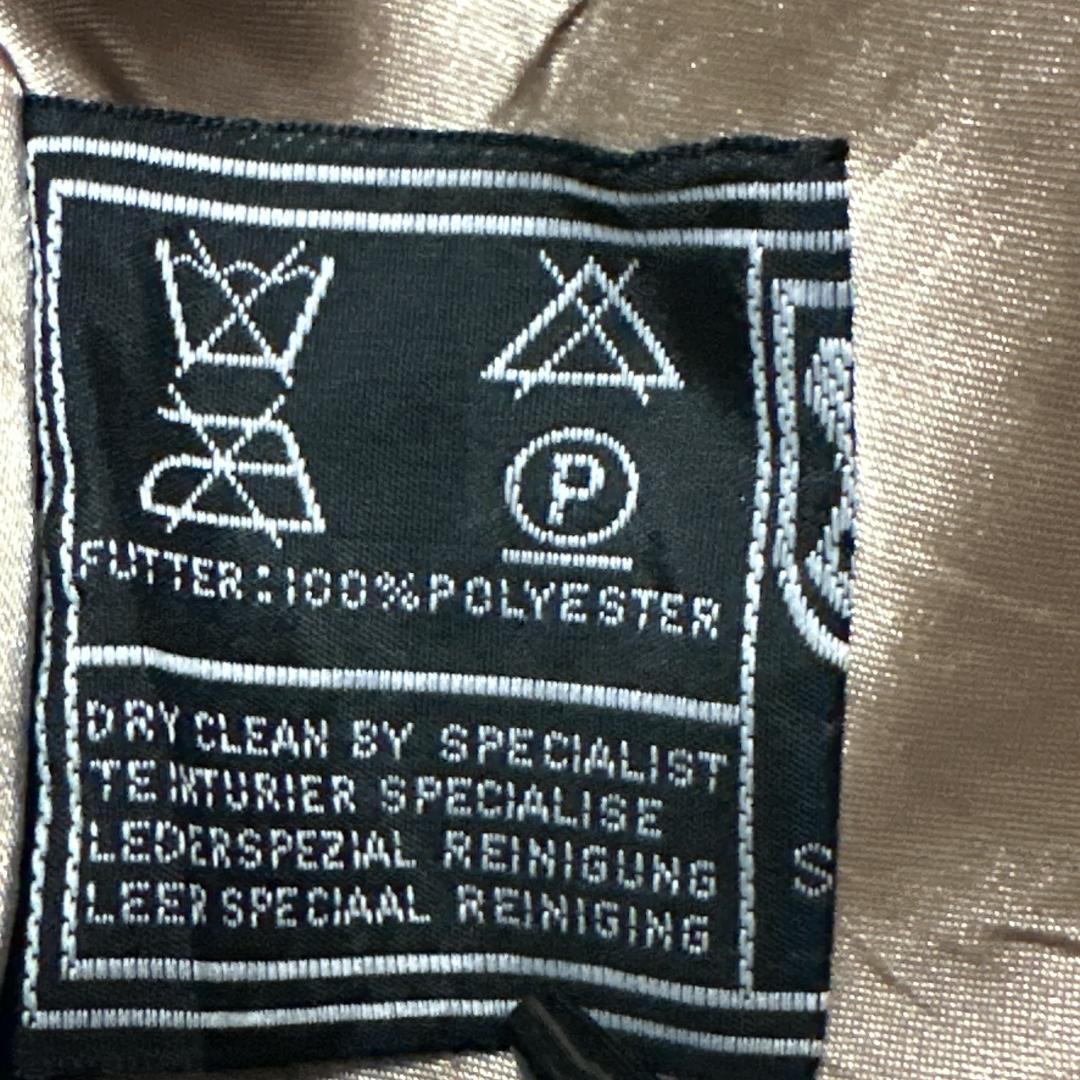 P
FUTTER:100%POLYESTER
DRY CLEAN BY SPECIALIST
TEINTURIER SPECIALISE
LEDERSPEZIAL REINIGUNG
LEER SPECIAAL REINIGING
S